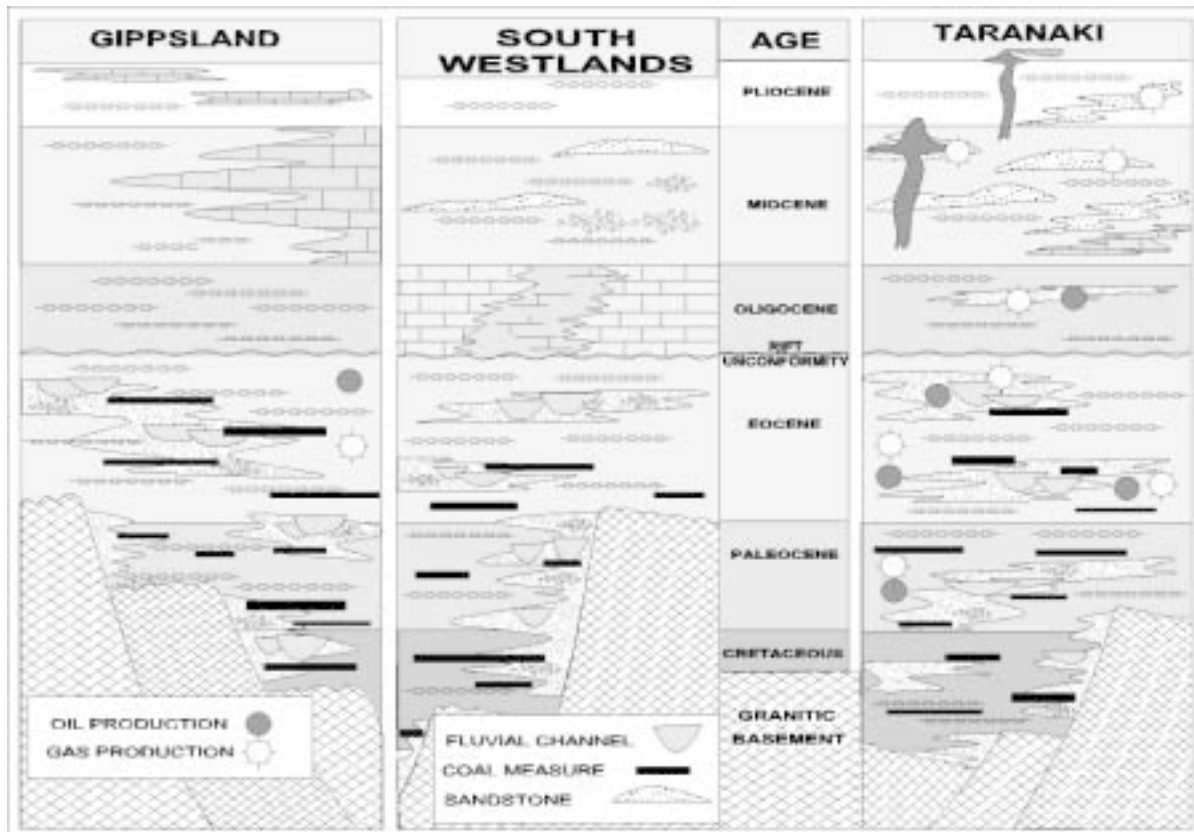 GIPPSLAND
SOUTH
WESTLANDS
AGE
TARANAKI
PLIOCENE
MIOCENE
OLIGOCENE
RIFT
UNCONFORMITY
EOCENE
PALEOCENE
CRETACEOUS
GRANITIC
BASEMENT
OIL PRODUCTION
GAS PRODUCTION
FLUVIAL CHANNEL
COAL MEASURE
SANDSTONE